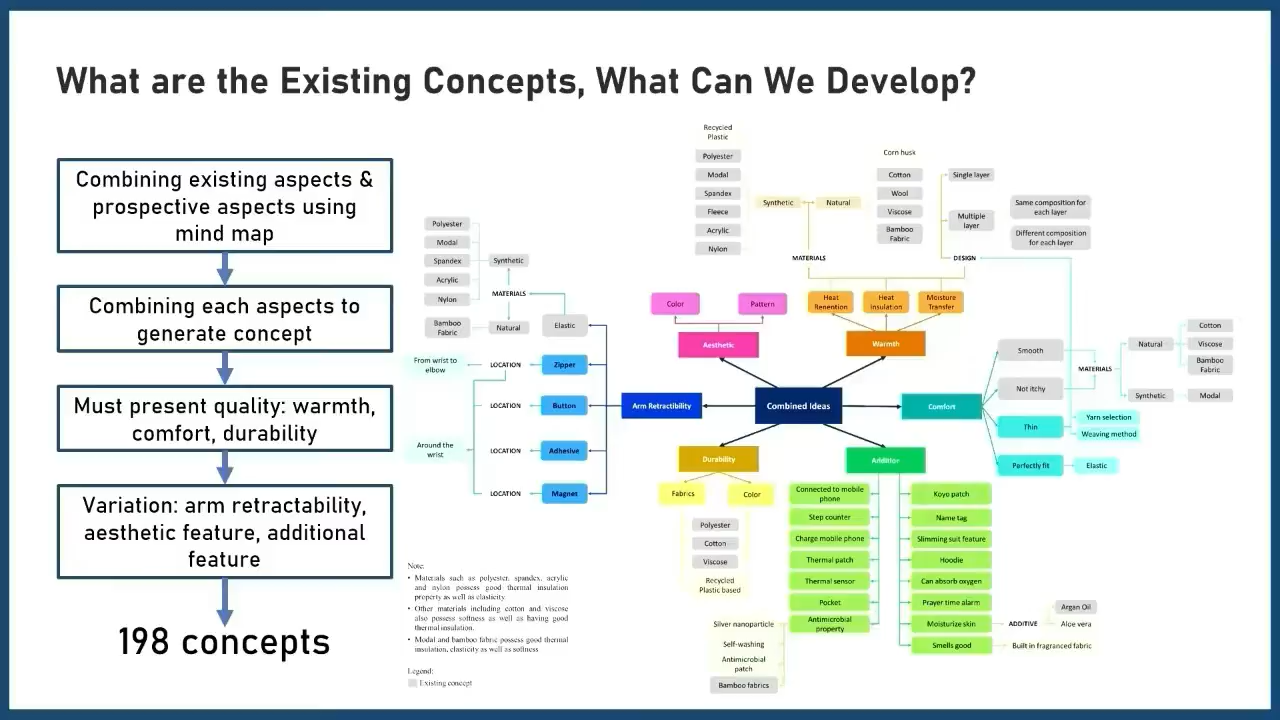 What are the Existing Concepts, What Can We Develop?
Combining existing aspects &
prospective aspects using
mind map
Combining each aspects to
generate concept
Must present quality: warmth,
comfort, durability
Variation: arm retractability,
aesthetic feature, additional
feature
198 concepts
Polyester
Modal
Spandex
Acrylic
Nylon
Bamboo
Fabric
Synthetic
MATERIALS
Natural
Elastic
From wrist to
elbow
LOCATION
Zipper
LOCATION
Button
Around the
wrist
LOCATION
Adhesive
LOCATION
Magnet
Arm Retractibility
Recycled
Plastic
Polyester
Modal
Spandex
Fleece
Acrylic
Nylon
Synthetic
Natural
MATERIALS
Corn husk
Cotton
Wool
Viscose
Bamboo
Fabric
Single layer
Multiple
layer
DESIGN
Same composition for
each layer
Different composition
for each layer
Color
Pattern
Aesthetic
Heat
Renention
Heat
Insulation
Moisture
Transfer
Warmth
Combined Ideas
Comfort
Smooth
Not itchy
Thin
Perfectly fit
MATERIALS
Natural
Synthetic
Cotton
Viscose
Bamboo
Fabric
Modal
Yarn selection
Weaving method
Elastic
Durability
Fabrics
Color
Polyester
Cotton
Viscose
Recycled
Plastic based
Addition
Connected to mobile
phone
Step counter
Charge mobile phone
Thermal patch
Thermal sensor
Pocket
Antimicrobial
property
Koyo patch
Name tag
Slimming suit feature
Hoodie
Can absorb oxygen
Prayer time alarm
Moisturize skin
Smells good
ADDITIVE
Argan Oil
Aloe vera
Built in fragranced fabric
Silver nanoparticle
Self-washing
Antimicrobial
patch
Bamboo fabrics
Note:
• Materials such as polyester, spandex, acrylic
and nylon possess good thermal insulation
property as well as elasticity
• Other materials including cotton and viscose
also possess softness as well as having good
thermal insulation.
• Modal and bamboo fabric possess good thermal
insulation, elasticity as well as softness
Legend:
Existing concept